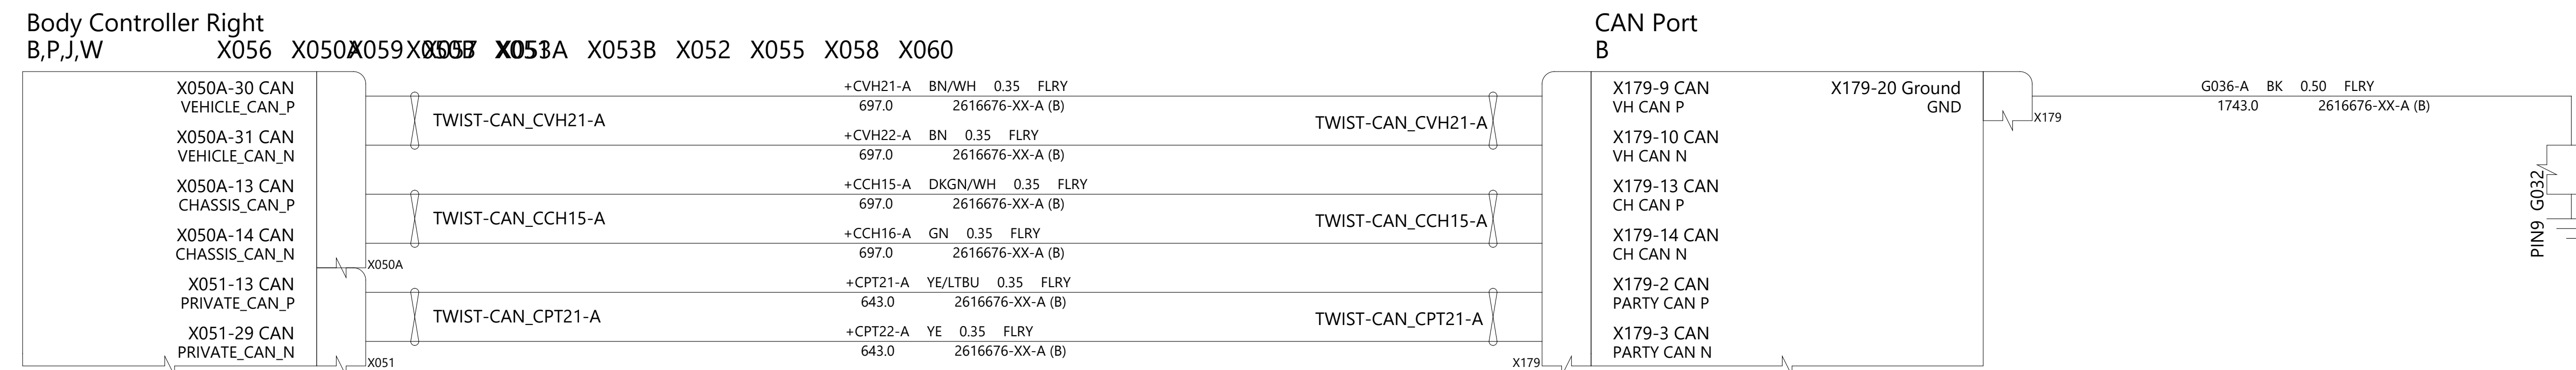 Body Controller Right
B,P,J,W X056 X050A X059 X050B X057 X051 X053A X053B X052 X055 X058 X060
X050A-30 CAN
VEHICLE_CAN_P
X050A-31 CAN
VEHICLE_CAN_N
X050A-13 CAN
CHASSIS_CAN_P
X050A-14 CAN
CHASSIS_CAN_N
X050A
X051-13 CAN
PRIVATE_CAN_P
X051-29 CAN
PRIVATE_CAN_N
X051
TWIST-CAN_CVH21-A
TWIST-CAN_CCH15-A
TWIST-CAN_CPT21-A
+CVH21-A BN/WH 0.35 FLRY
697.0 2616676-XX-A (B)
+CVH22-A BN 0.35 FLRY
697.0 2616676-XX-A (B)
+CCH15-A DKGN/WH 0.35 FLRY
697.0 2616676-XX-A (B)
+CCH16-A GN 0.35 FLRY
697.0 2616676-XX-A (B)
+CPT21-A YE/LTBU 0.35 FLRY
643.0 2616676-XX-A (B)
+CPT22-A YE 0.35 FLRY
643.0 2616676-XX-A (B)
TWIST-CAN_CVH21-A
TWIST-CAN_CCH15-A
TWIST-CAN_CPT21-A
X179
CAN Port
B
X179-9 CAN
VH CAN P
X179-10 CAN
VH CAN N
X179-13 CAN
CH CAN P
X179-14 CAN
CH CAN N
X179-2 CAN
PARTY CAN P
X179-3 CAN
PARTY CAN N
X179-20 Ground
GND
X179
G036-A BK 0.50 FLRY
1743.0 2616676-XX-A (B)
PIN9 G032